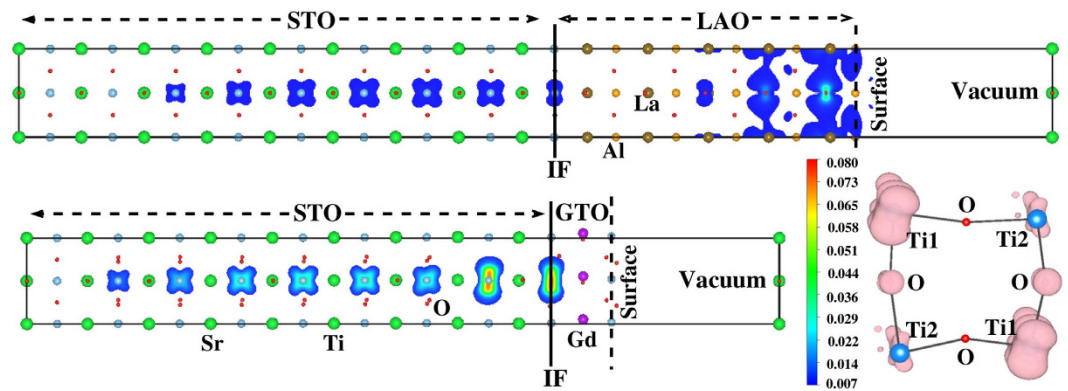 STO LAO
La
Vacuum
Surface
Al
IF
STO GTO
Vacuum
Surface
O
Sr Ti Gd
IF
0.080
0.073
0.065
0.058
0.051
0.044
0.036
0.029
0.022
0.014
0.007
O
Ti1 Ti2
O O
Ti2 Ti1
O